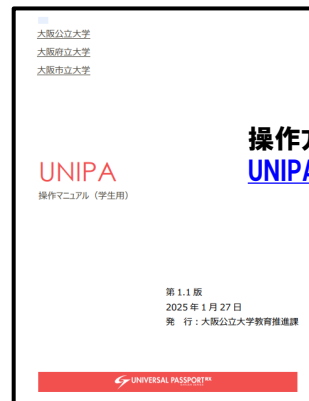 大阪公立大学
大阪府立大学
大阪市立大学
操作
UNIPA
UNIPA
操作マニュアル（学生用）
第 1.1 版
2025 年 1 月 27 日
発　行：大阪公立大学教育推進課
UNIVERSAL PASSPORT RX